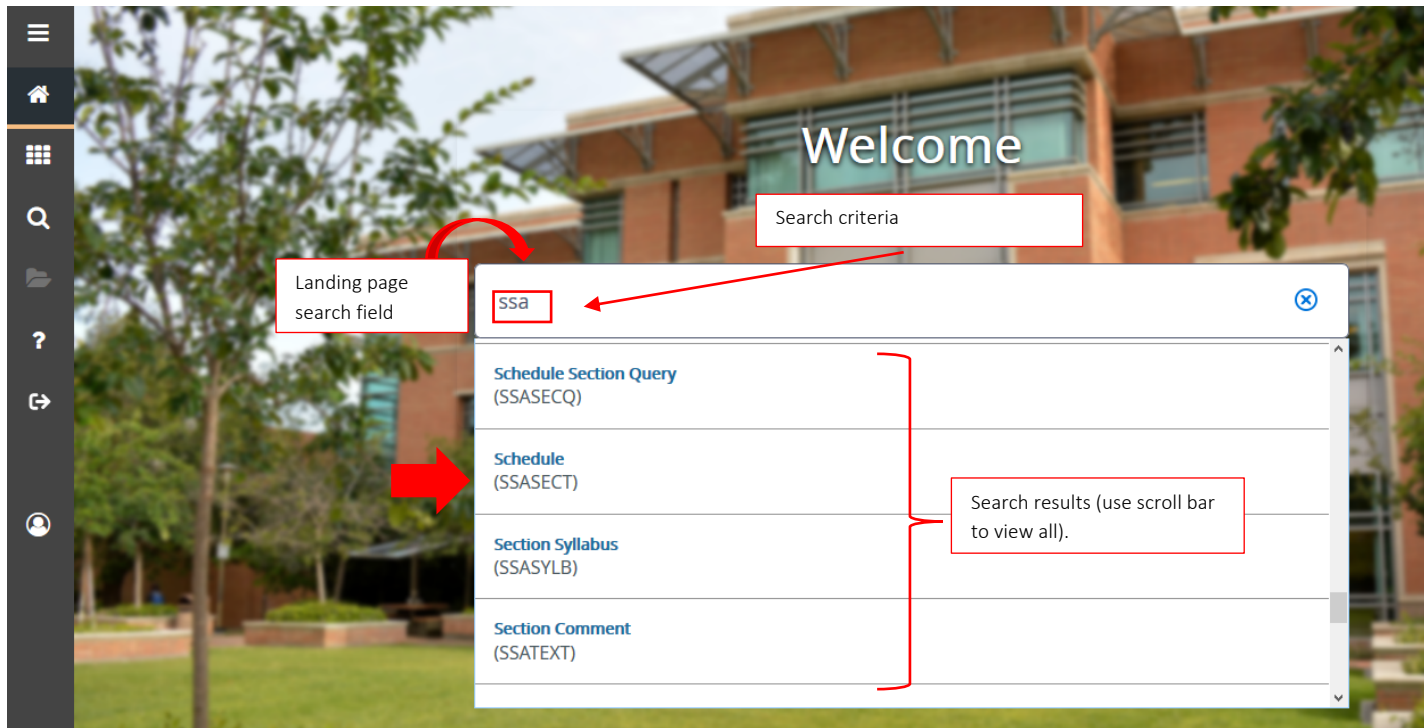 Welcome
Search criteria
Landing page
search field
ssa
Schedule Section Query
(SSASECQ)
Schedule
(SSASECT)
Search results (use scroll bar
to view all).
Section Syllabus
(SSASYLB)
Section Comment
(SSATEXT)